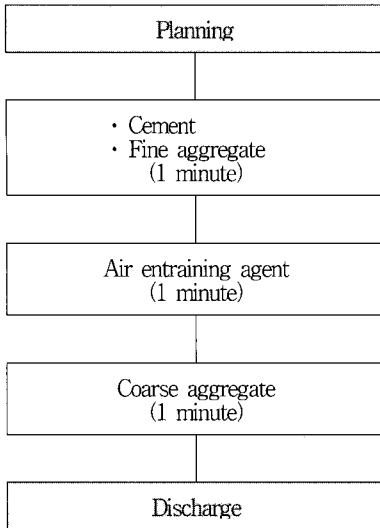 Planning
· Cement
· Fine aggregate
(1 minute)
Air entraining agent
(1 minute)
Coarse aggregate
(1 minute)
Discharge